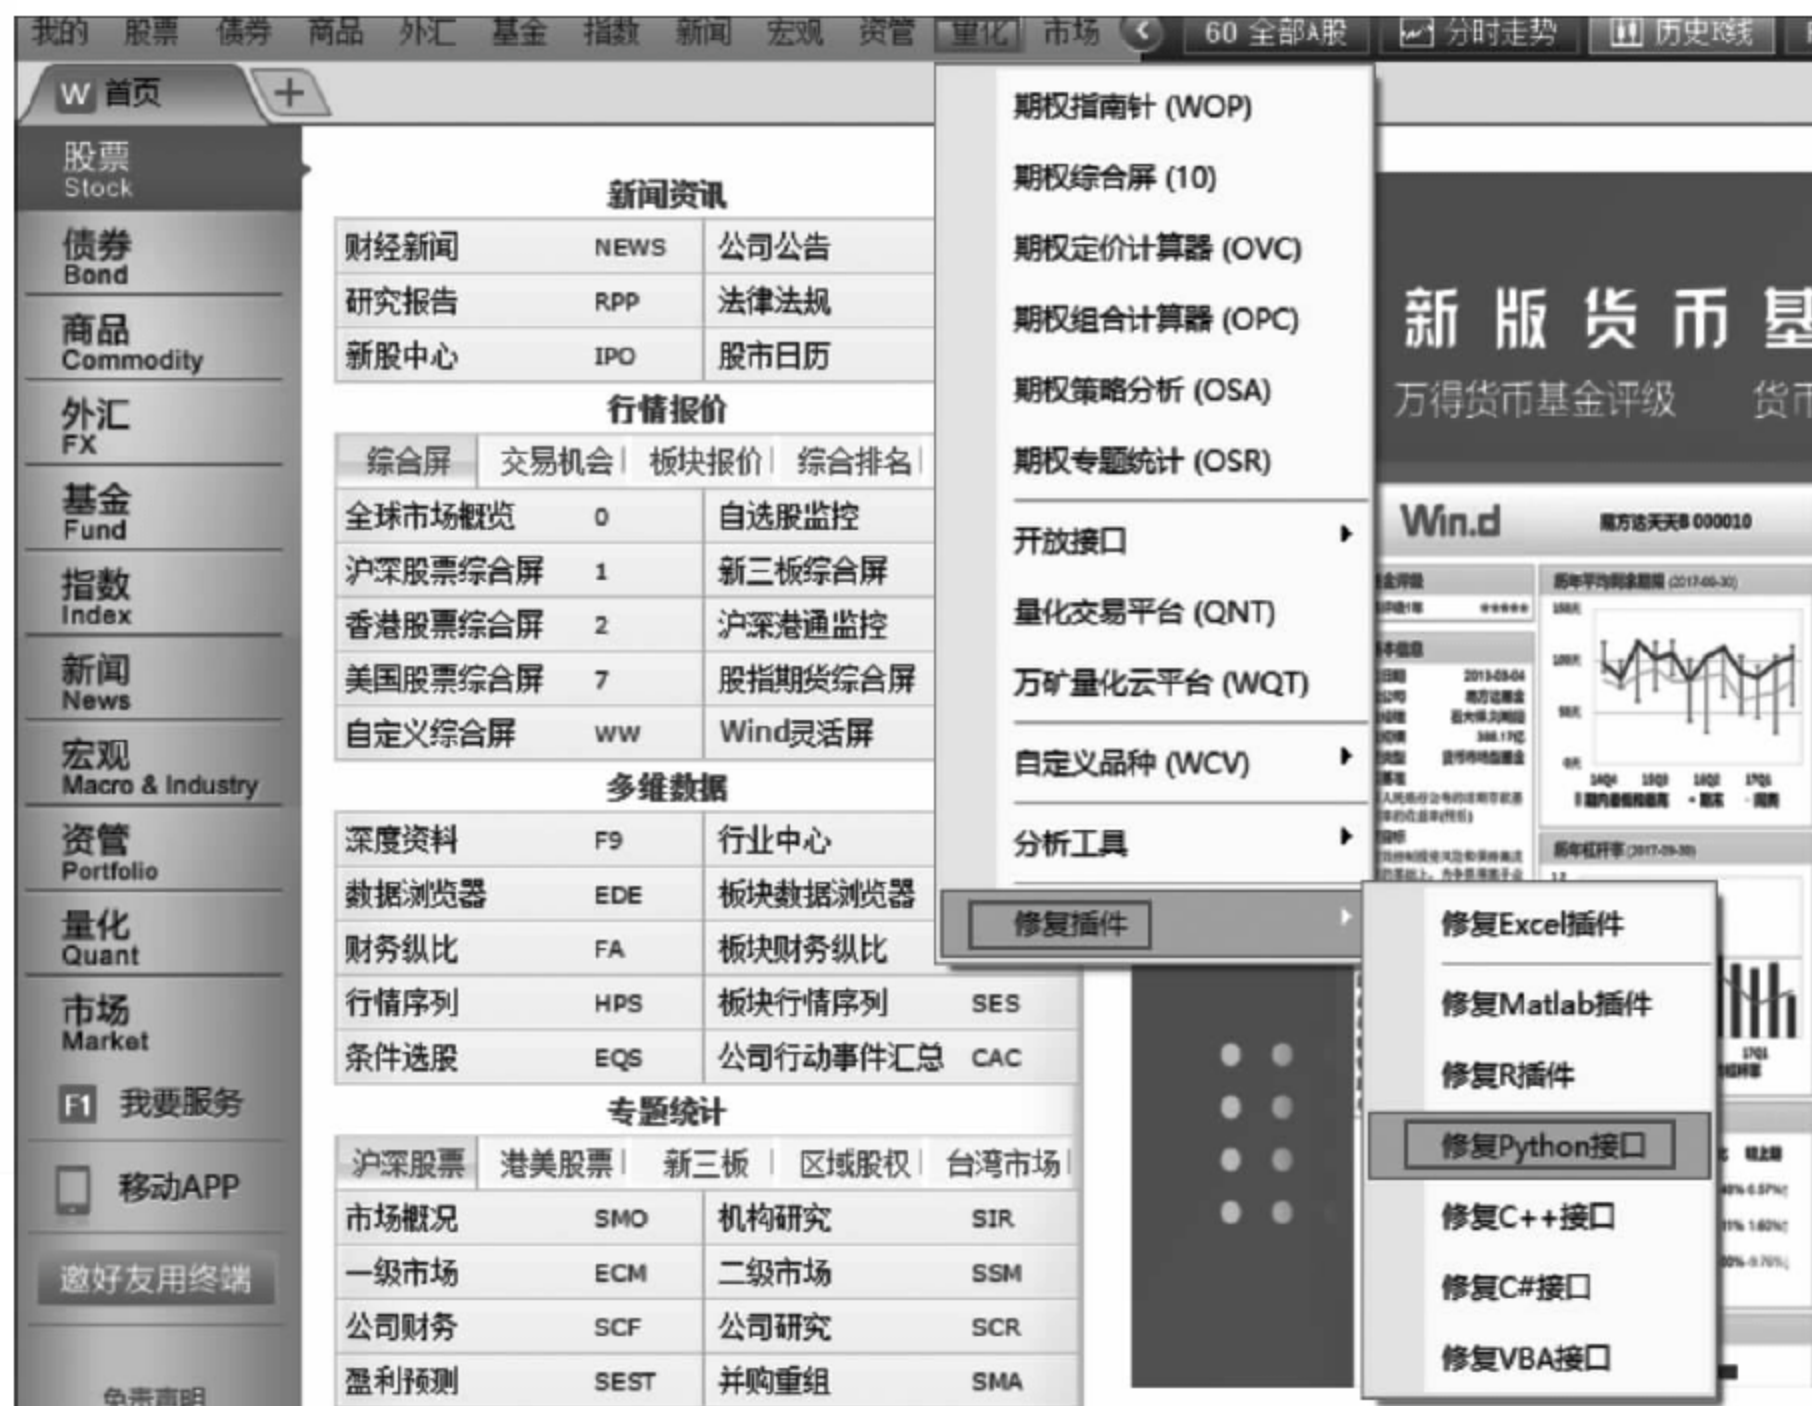 我的 股票 债券 商品 外汇 基金 指数 新闻 宏观 资管 量化 市场 60 全部A股 分时走势 历史K线
W 首页
股票
Stock
债券
Bond
商品
Commodity
外汇
FX
基金
Fund
指数
Index
新闻
News
宏观
Macro & Industry
资管
Portfolio
量化
Quant
市场
Market
F1 我要服务
移动APP
邀好友用终端
免责声明
新闻资讯
财经新闻 NEWS 公司公告
研究报告 RPP 法律法规
新股中心 IPO 股市日历
行情报价
综合屏 交易机会 板块报价 综合排名
全球市场概览 0 自选股监控
沪深股票综合屏 1 新三板综合屏
香港股票综合屏 2 沪深港通监控
美国股票综合屏 7 股指期货综合屏
自定义综合屏 WW Wind灵活屏
多维数据
深度资料 F9 行业中心
数据浏览器 EDE 板块数据浏览器
财务纵比 FA 板块财务纵比
行情序列 HPS 板块行情序列 SES
条件选股 EQS 公司行动事件汇总 CAC
专题统计
沪深股票 港美股票 新三板 区域股权 台湾市场
市场概况 SMO 机构研究 SIR
一级市场 ECM 二级市场 SSM
公司财务 SCF 公司研究 SCR
盈利预测 SEST 并购重组 SMA
期权指南针 (WOP)
期权综合屏 (10)
期权定价计算器 (OVC)
期权组合计算器 (OPC)
期权策略分析 (OSA)
期权专题统计 (OSR)
开放接口
量化交易平台 (QNT)
万矿量化云平台 (WQT)
自定义品种 (WCV)
分析工具
修复插件
修复Excel插件
修复Matlab插件
修复R插件
修复Python接口
修复C++接口
修复C#接口
修复VBA接口
新版货币基
万得货币基金评级 货币
Win.d
000010
14Q4 15Q3 16Q2 17Q1
17Q1